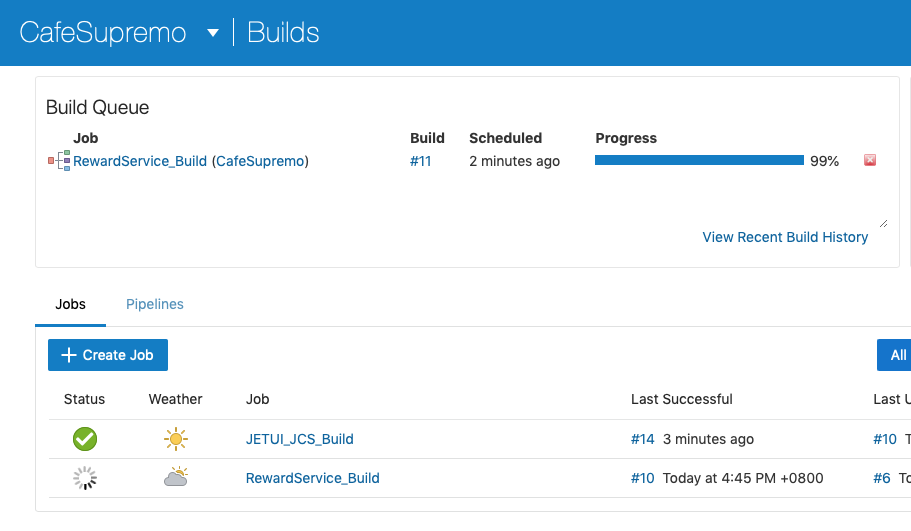 CafeSupremo Builds
Build Queue
Job Build Scheduled Progress
RewardService_Build (CafeSupremo) #11 2 minutes ago 99%
View Recent Build History
Jobs Pipelines
Create Job All
Status Weather Job Last Successful Last U
JETUI_JCS_Build #14 3 minutes ago #10 T
RewardService_Build #10 Today at 4:45 PM +0800 #6 To